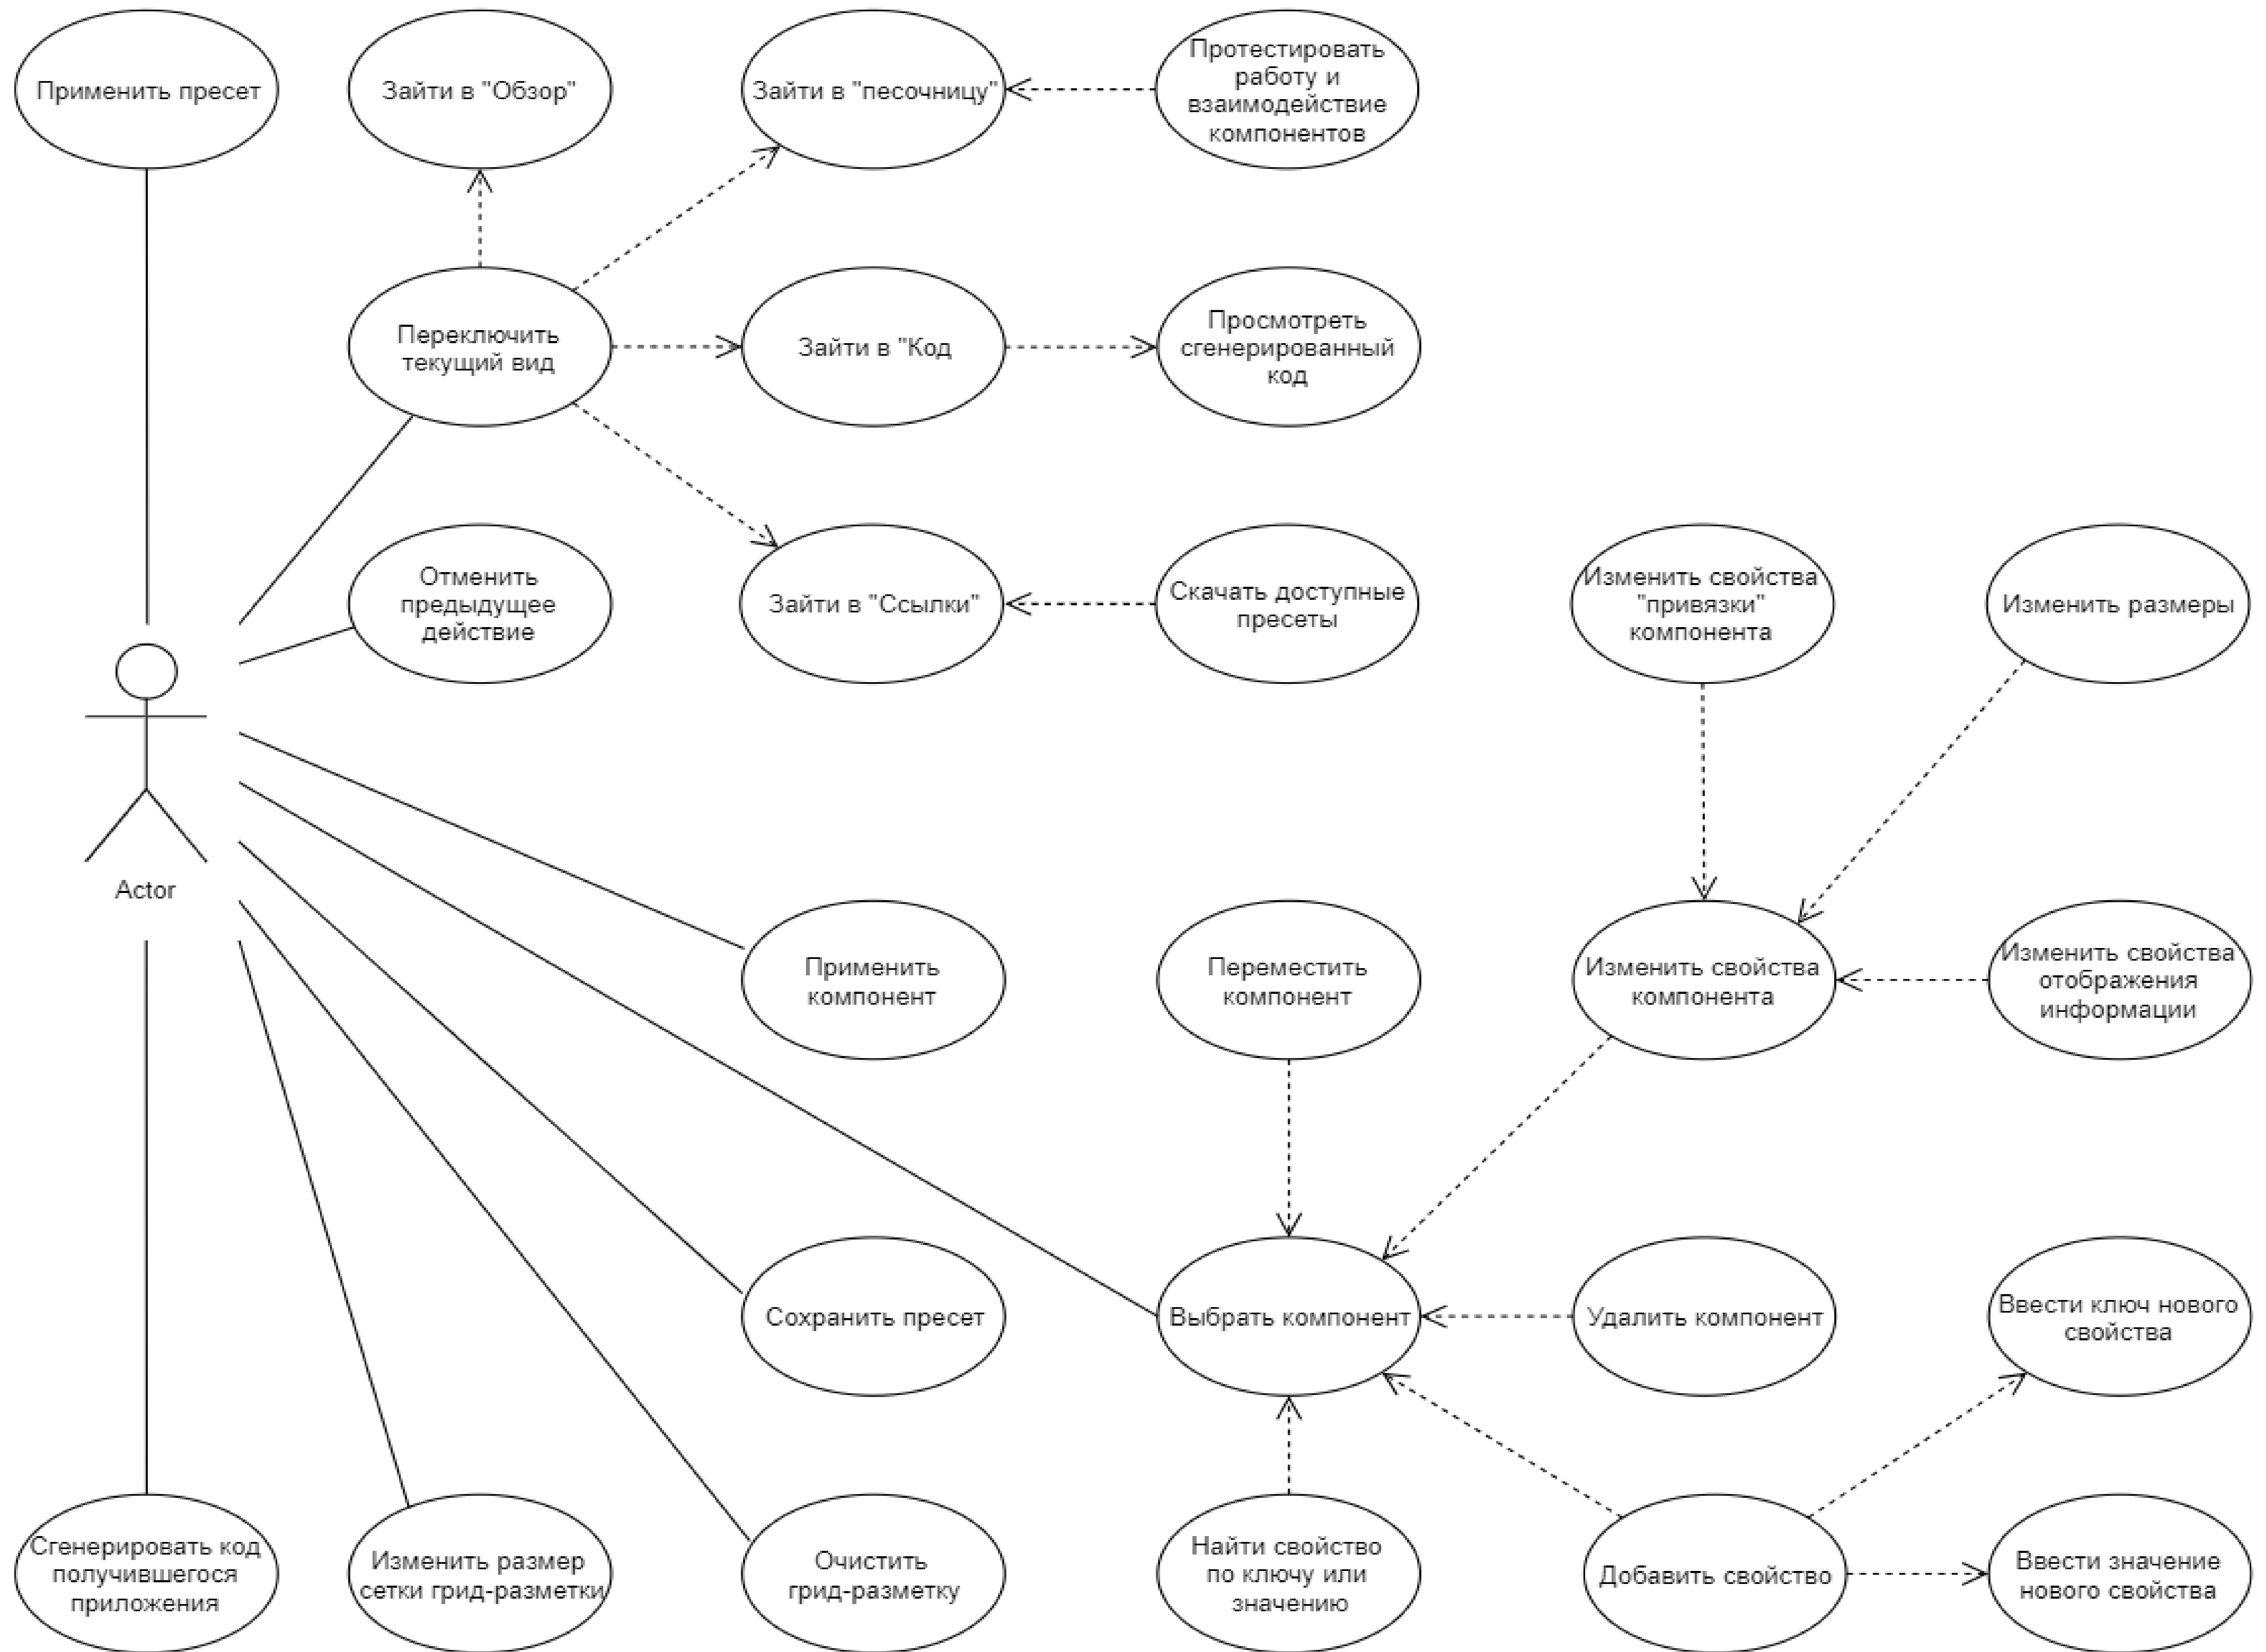 Применить пресет
Зайти в "Обзор"
Зайти в "песочницу"
Протестировать
работу и
взаимодействие
компонентов
Переключить
текущий вид
Зайти в "Код
Просмотреть
сгенерированный
код
Отменить
предыдущее
действие
Зайти в "Ссылки"
Скачать доступные
пресеты
Изменить свойства
"привязки"
компонента
Изменить размеры
Actor
Применить
компонент
Переместить
компонент
Изменить свойства
компонента
Изменить свойства
отображения
информации
Сохранить пресет
Выбрать компонент
Удалить компонент
Ввести ключ нового
свойства
Сгенерировать код
получившегося
приложения
Изменить размер
сетки грид-разметки
Очистить
грид-разметку
Найти свойство
по ключу или
значению
Добавить свойство
Ввести значение
нового свойства